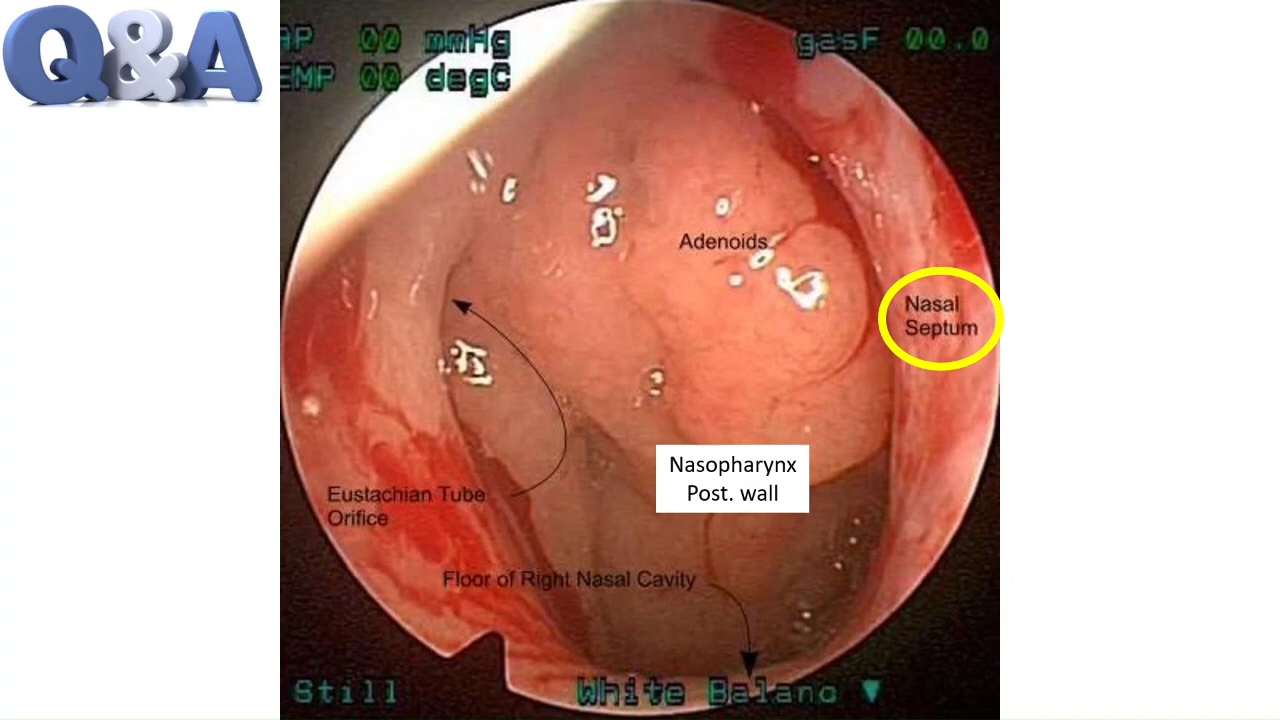 Q&A
AP 00 mmHg
gasF 00.0
EMP 00 degC
Adenoids
Nasal
Septum
Nasopharynx
Post. wall
Eustachian Tube
Orifice
Floor of Right Nasal Cavity
Still
White Balanc ▼